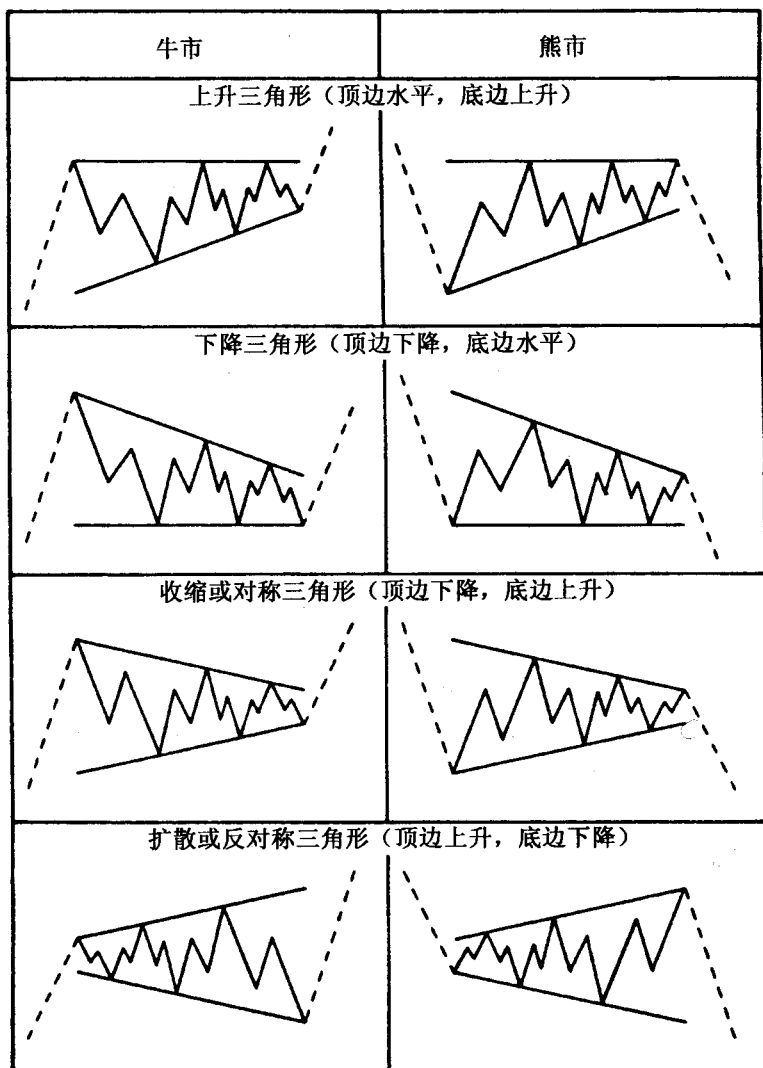 牛市
熊市
上升三角形（顶边水平，底边上升）
下降三角形（顶边下降，底边水平）
收缩或对称三角形（顶边下降，底边上升）
扩散或反对称三角形（顶边上升，底边下降）